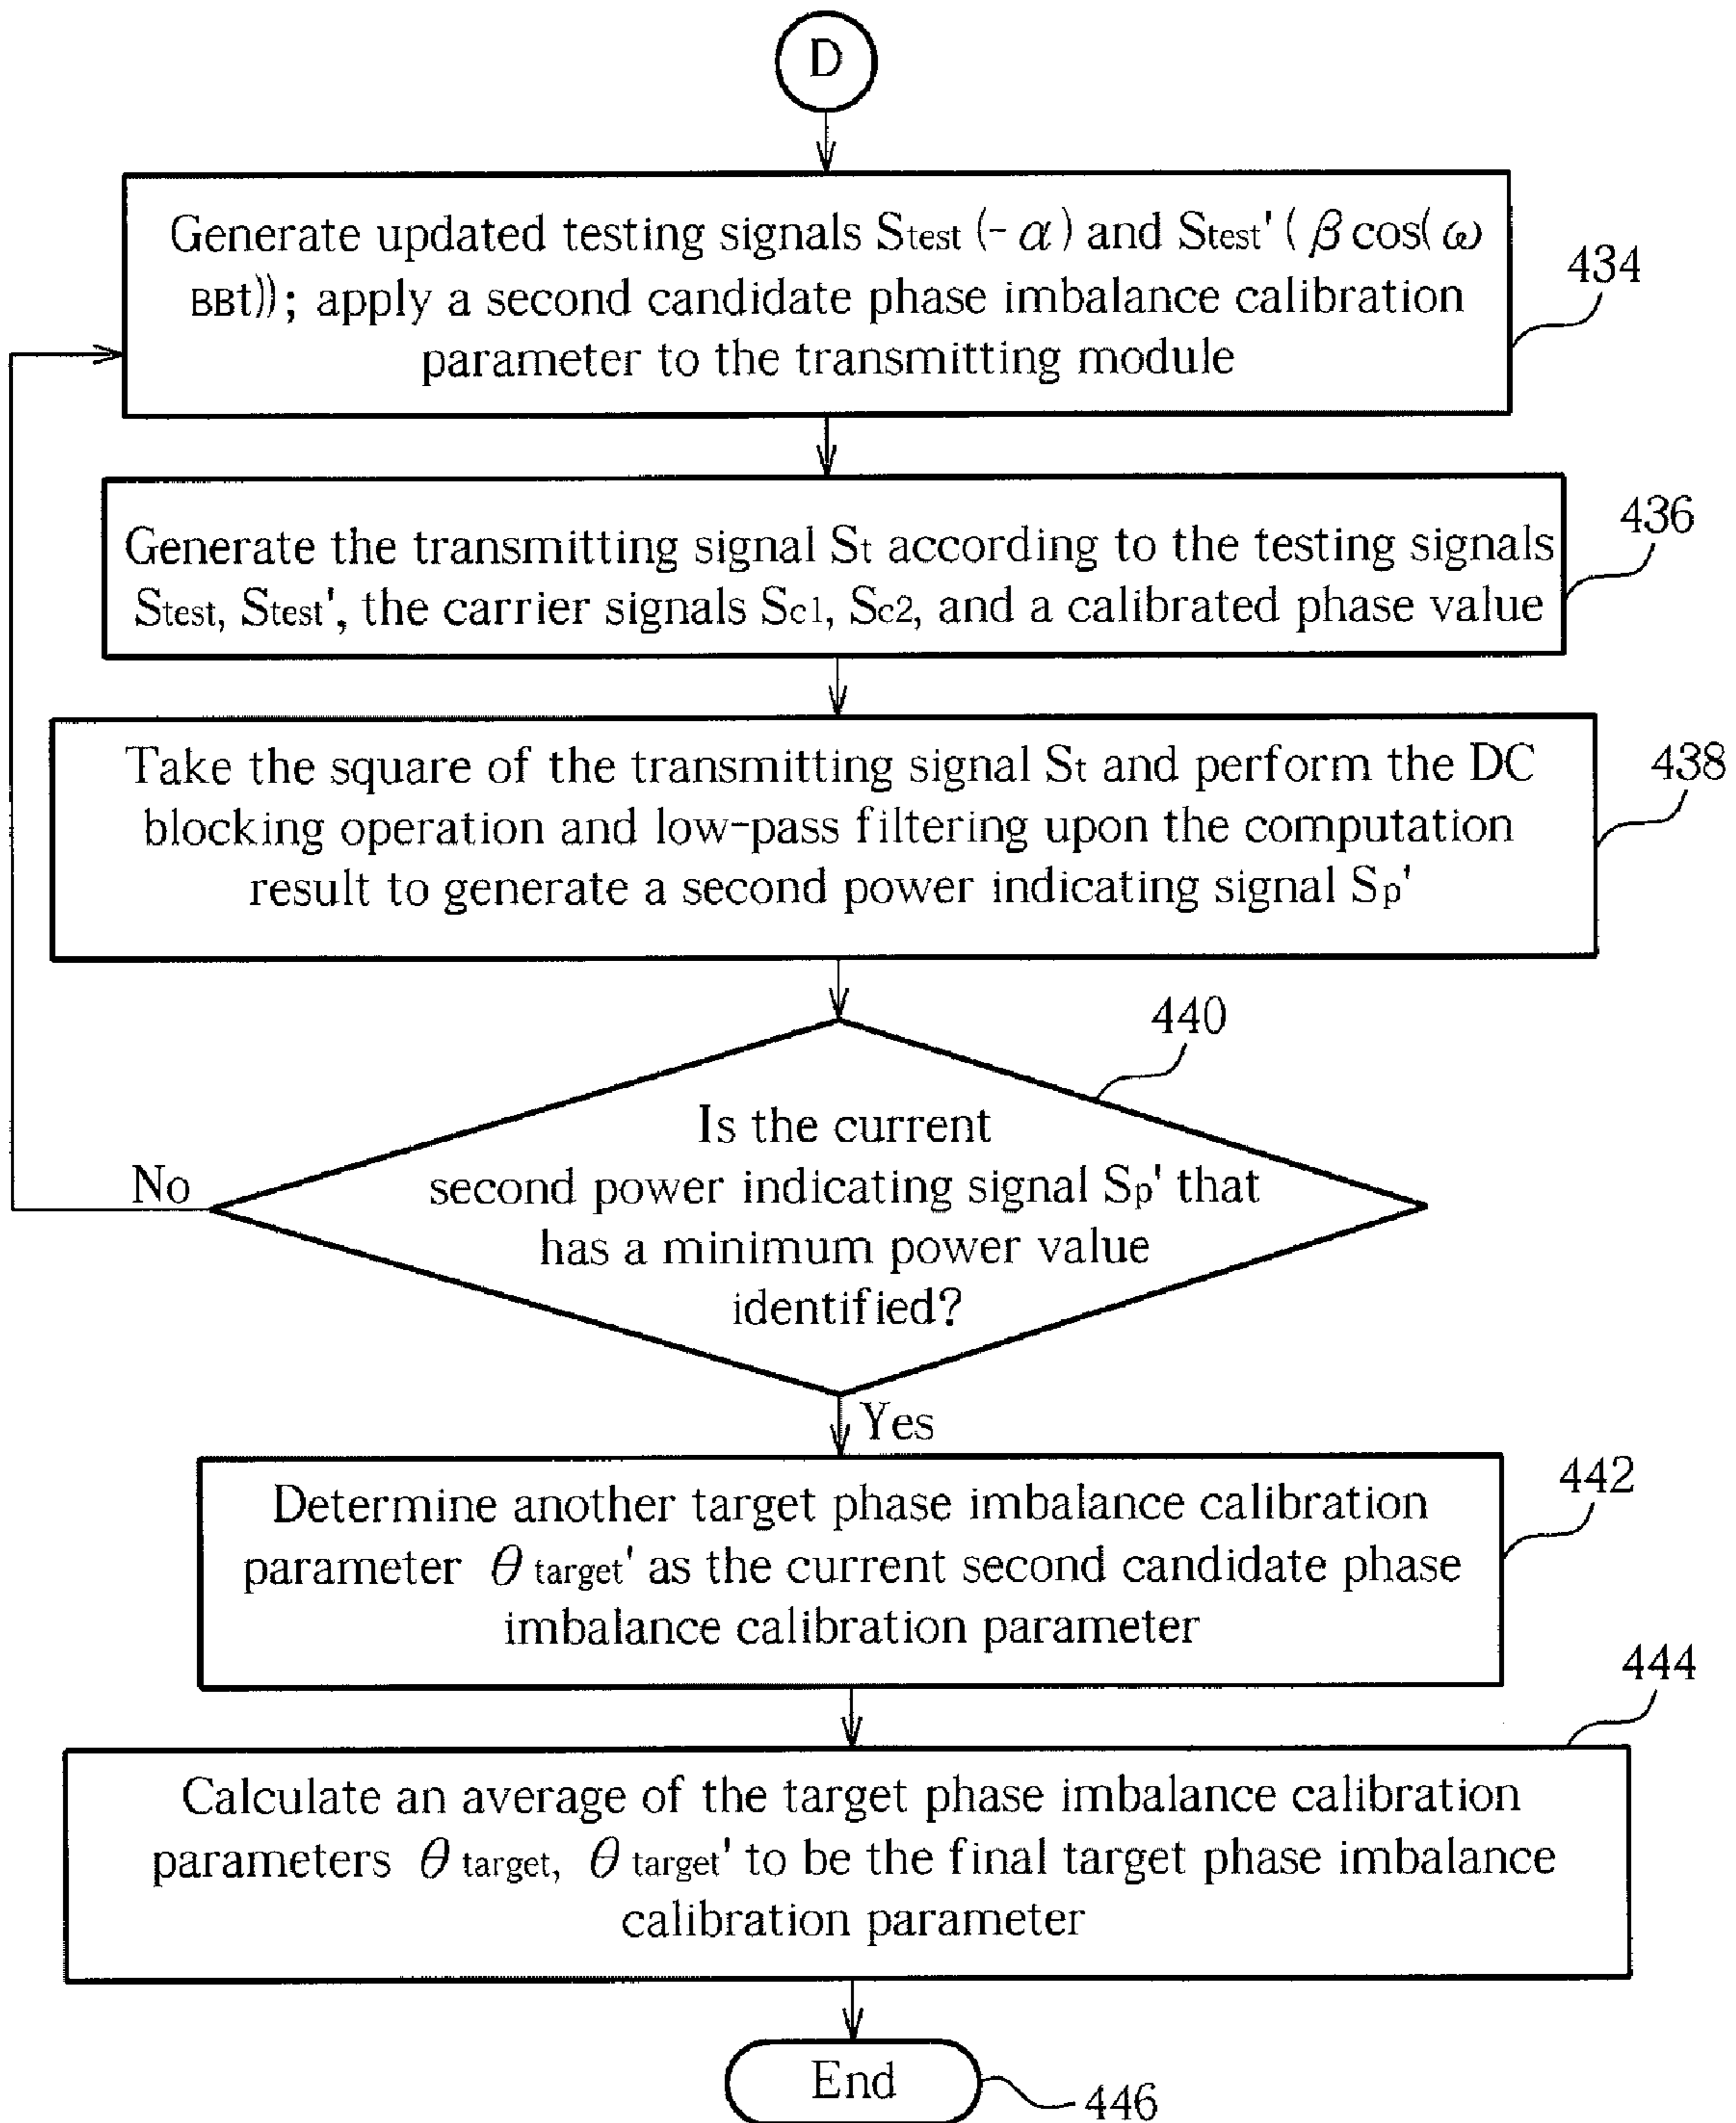 D
Generate updated testing signals Stest (-α) and Stest' (β cos(ω
BBt)); apply a second candidate phase imbalance calibration
parameter to the transmitting module
434
Generate the transmitting signal St according to the testing signals
Stest, Stest', the carrier signals Sc1, Sc2, and a calibrated phase value
436
Take the square of the transmitting signal St and perform the DC
blocking operation and low-pass filtering upon the computation
result to generate a second power indicating signal Sp'
438
440
Is the current
second power indicating signal Sp' that
has a minimum power value
identified?
No
Yes
Determine another target phase imbalance calibration
parameter θ target' as the current second candidate phase
imbalance calibration parameter
442
444
Calculate an average of the target phase imbalance calibration
parameters θ target, θ target' to be the final target phase imbalance
calibration parameter
End
446